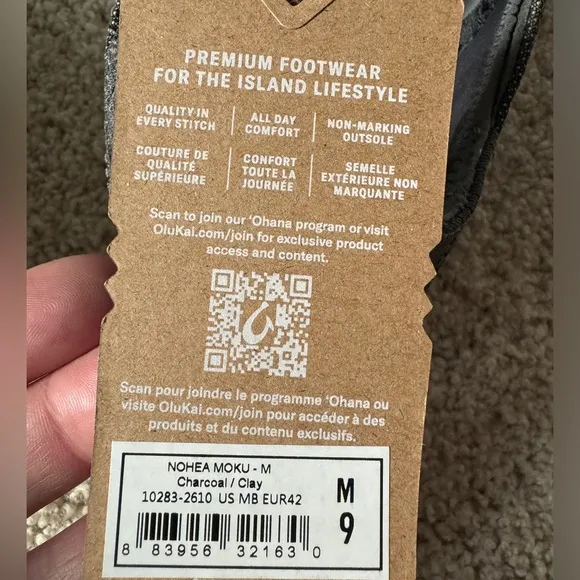 PREMIUM FOOTWEAR
FOR THE ISLAND LIFESTYLE
QUALITY IN
EVERY STITCH
ALL DAY
COMFORT
NON-MARKING
OUTSOLE
COUTURE DE
QUALITÉ
SUPÉRIEURE
CONFORT
TOUTE LA
JOURNÉE
SEMELLE
EXTÉRIEURE NON
MARQUANTE
Scan to join our ‘Ohana program or visit
OluKai.com/join for exclusive product
access and content.
Scan pour joindre le programme ‘Ohana ou
visite OluKai.com/join pour accéder à des
produits et du contenu exclusifs.
NOHEA MOKU - M
Charcoal / Clay
10283-2610 US MB EUR42
M
9
8 83956 32163 0